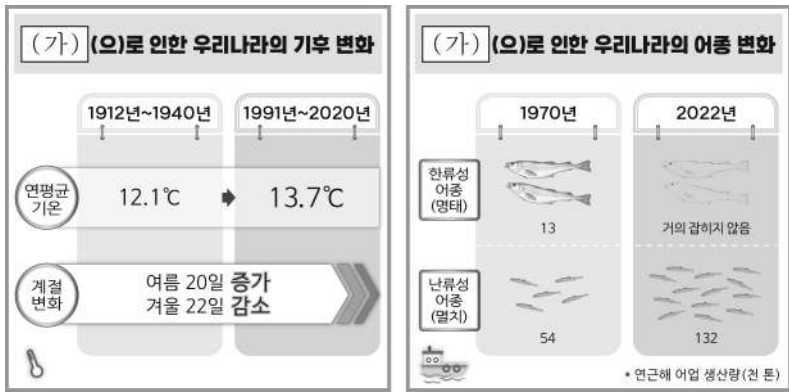 (가) (으)로 인한 우리나라의 기후 변화
1912년~1940년 1991년~2020년
연평균
기온
12.1℃ 13.7℃
계절
변화
여름 20일 증가
겨울 22일 감소
(가) (으)로 인한 우리나라의 어종 변화
1970년 2022년
한류성
어종
(명태)
13 거의 잡히지 않음
난류성
어종
(멸치)
54 132
* 연근해 어업 생산량(천 톤)